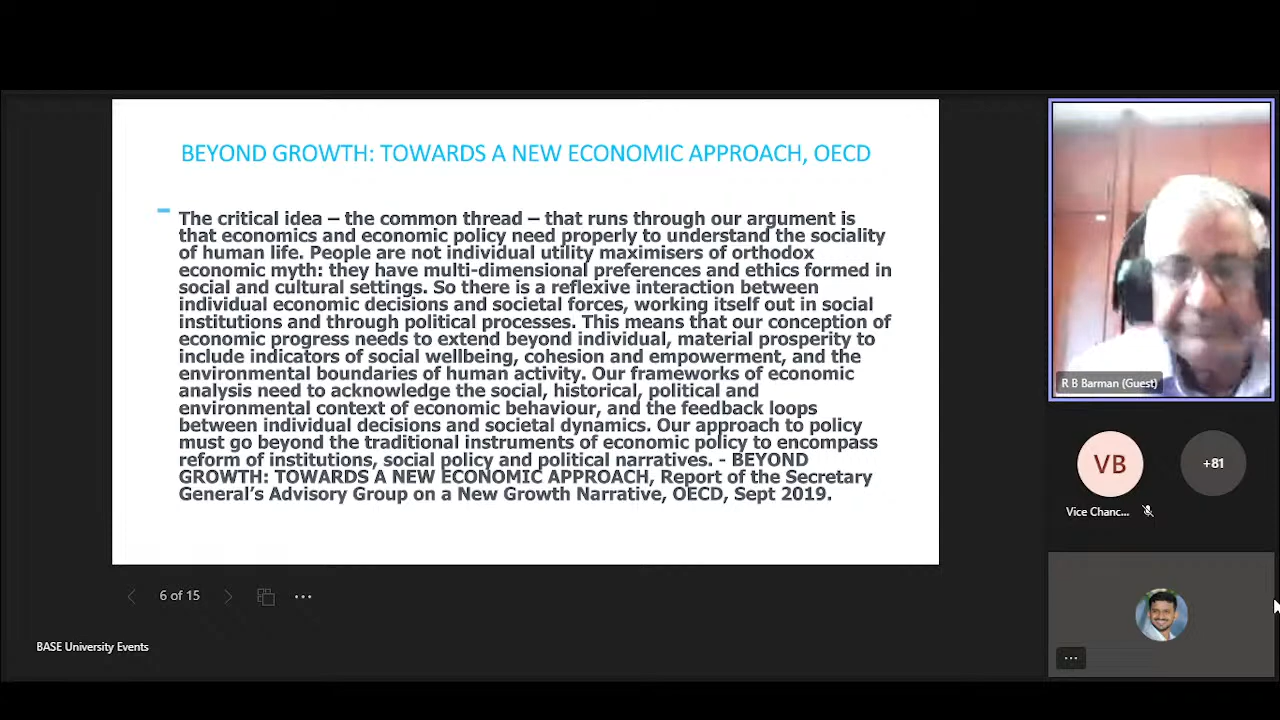 BEYOND GROWTH: TOWARDS A NEW ECONOMIC APPROACH, OECD
The critical idea – the common thread – that runs through our argument is
that economics and economic policy need properly to understand the sociality
of human life. People are not individual utility maximisers of orthodox
economic myth: they have multi-dimensional preferences and ethics formed in
social and cultural settings. So there is a reflexive interaction between
individual economic decisions and societal forces, working itself out in social
institutions and through political processes. This means that our conception of
economic progress needs to extend beyond individual, material prosperity to
include indicators of social wellbeing, cohesion and empowerment, and the
environmental boundaries of human activity. Our frameworks of economic
analysis need to acknowledge the social, historical, political and
environmental context of economic behaviour, and the feedback loops
between individual decisions and societal dynamics. Our approach to policy
must go beyond the traditional instruments of economic policy to encompass
reform of institutions, social policy and political narratives. - BEYOND
GROWTH: TOWARDS A NEW ECONOMIC APPROACH, Report of the Secretary
General's Advisory Group on a New Growth Narrative, OECD, Sept 2019.
6 of 15
BASE University Events
R B Barman (Guest)
VB
+81
Vice Chanc...